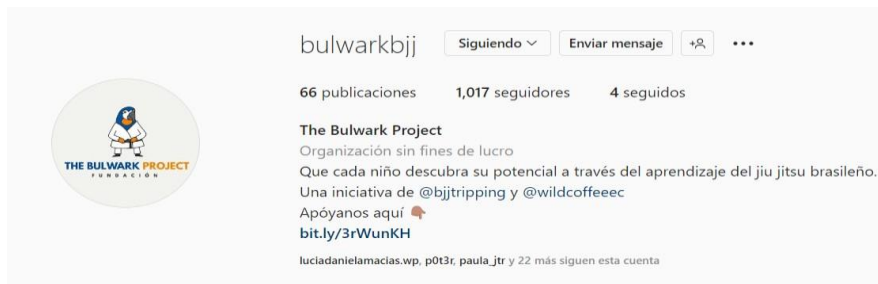 bulwarkbjj Siguiendo Enviar mensaje
66 publicaciones 1,017 seguidores 4 seguidos
The Bulwark Project
Organización sin fines de lucro
Que cada niño descubra su potencial a través del aprendizaje del jiu jitsu brasileño.
Una iniciativa de @bjjtripping y @wildcoffeeec
Apóyanos aquí 👇🏽
bit.ly/3rWunKH
luciadanielamacias.wp, p0t3r, paula_jtr y 22 más siguen esta cuenta
THE BULWARK PROJECT
FUNDACIÓN